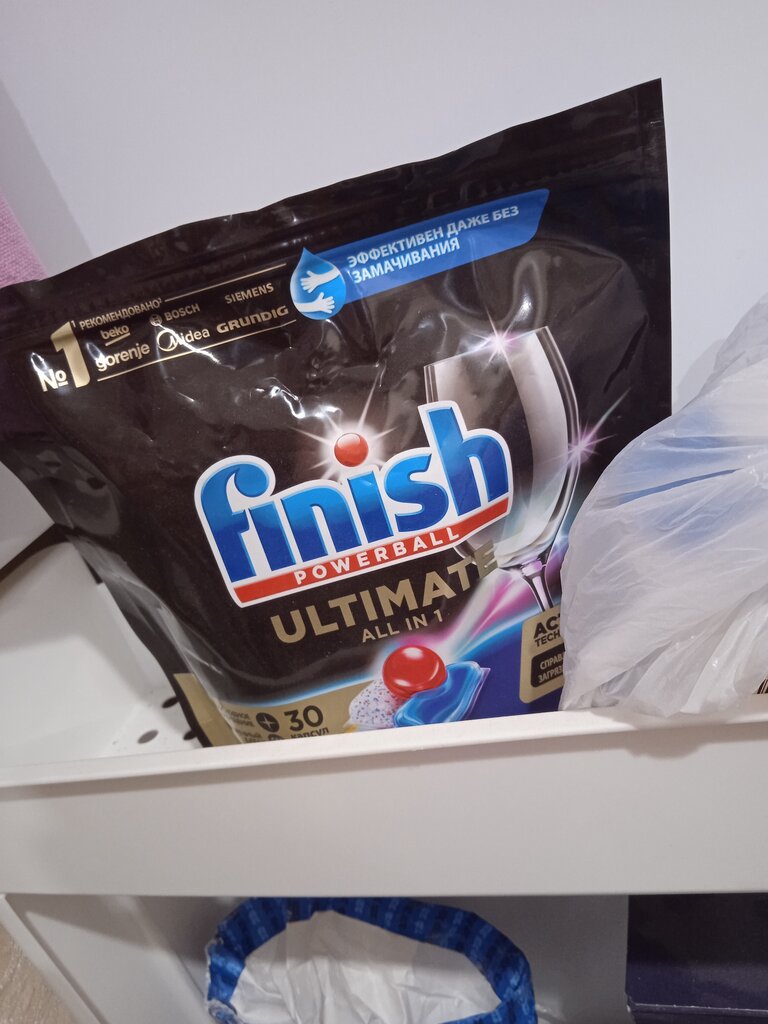 ЭФФЕКТИВЕН ДАЖЕ БЕЗ
ЗАМАЧИВАНИЯ
№1
РЕКОМЕНДОВАНО
beko BOSCH SIEMENS
gorenje Midea GRUNDIG
finish
POWERBALL
ULTIMATE
ALL IN 1
30
капсул